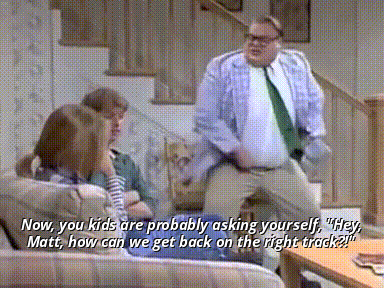 Now, you kids are probably asking yourself, "Hey,
Matt, how can we get back on the right track?!"